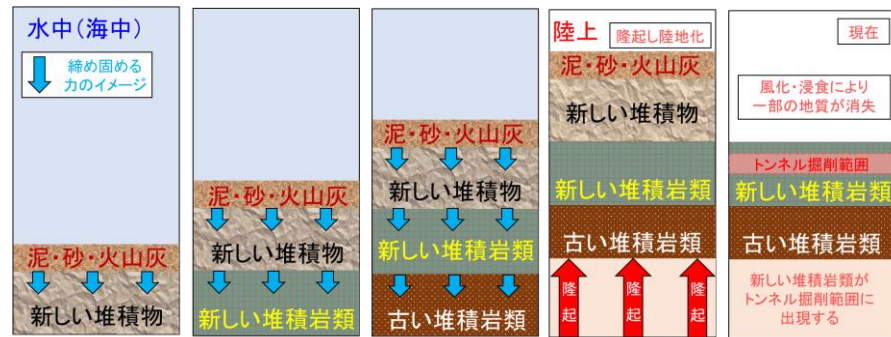 水中（海中）
締め固める
力のイメージ
泥・砂・火山灰
新しい堆積物
泥・砂・火山灰
新しい堆積物
新しい堆積岩類
泥・砂・火山灰
新しい堆積物
新しい堆積岩類
古い堆積岩類
陸上
隆起し陸地化
泥・砂・火山灰
新しい堆積物
新しい堆積岩類
古い堆積岩類
隆起
隆起
隆起
現在
風化・浸食により
一部の地質が消失
トンネル掘削範囲
新しい堆積岩類
古い堆積岩類
新しい堆積岩類が
トンネル掘削範囲に
出現する